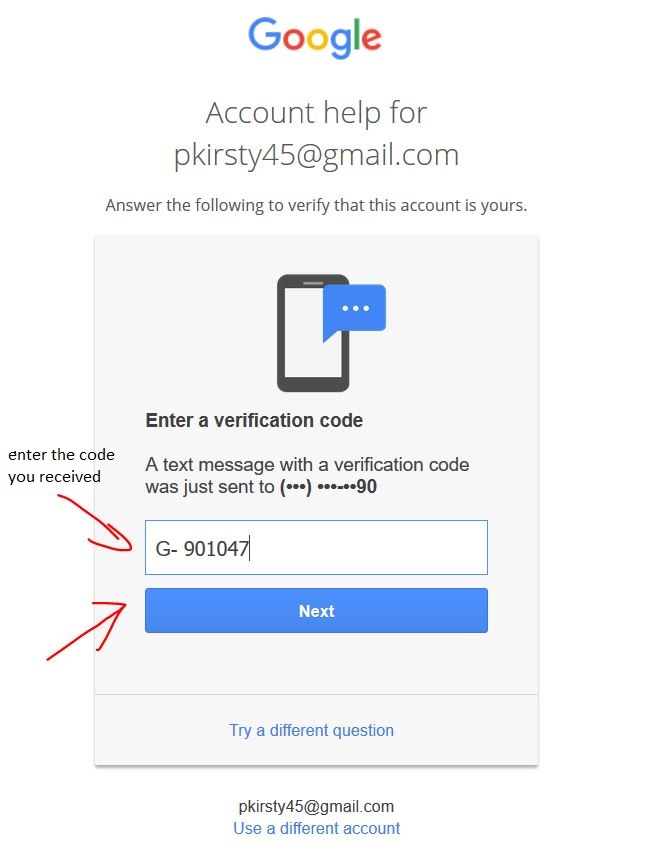 Google
Account help for
pkirsty45@gmail.com
Answer the following to verify that this account is yours.
Enter a verification code
enter the code
you received
A text message with a verification code
was just sent to (•••) •••-••90
G- 901047
Next
Try a different question
pkirsty45@gmail.com
Use a different account